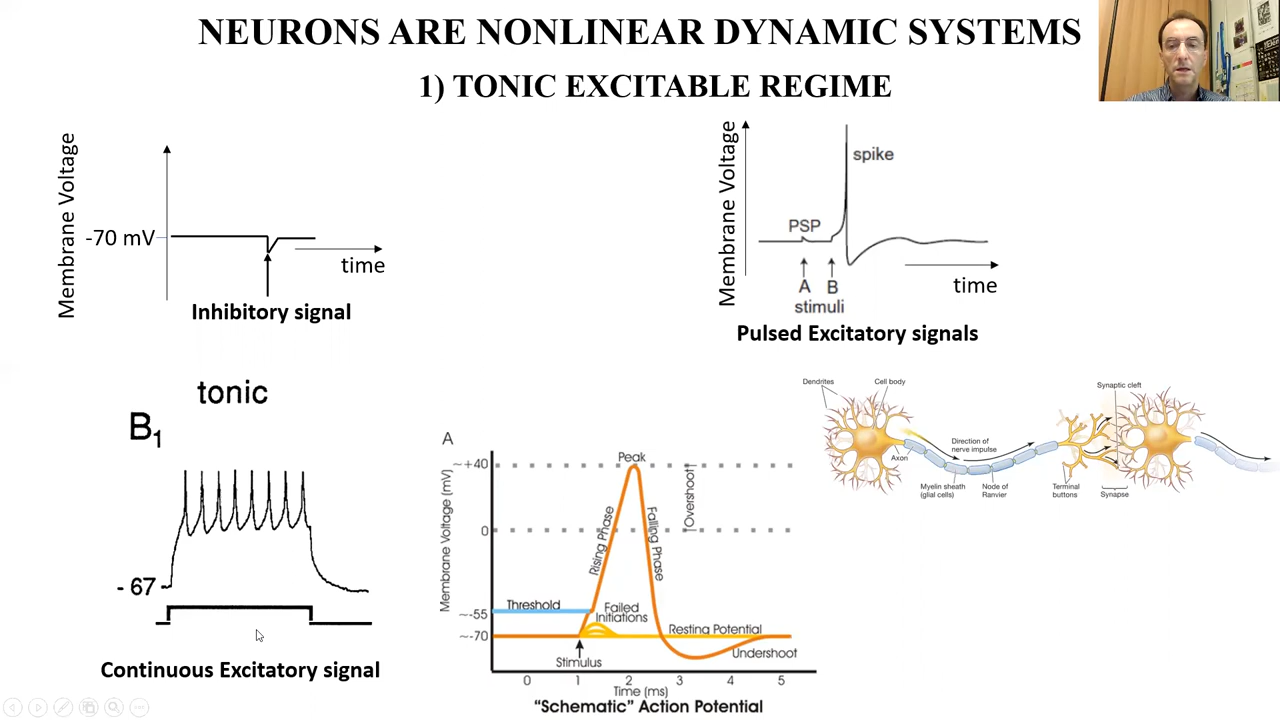 NEURONS ARE NONLINEAR DYNAMIC SYSTEMS
1) TONIC EXCITABLE REGIME
Membrane Voltage
-70 mV
time
Inhibitory signal
Membrane Voltage
spike
PSP
A B
stimuli
time
Pulsed Excitatory signals
tonic
B1
- 67
Continuous Excitatory signal
A
Membrane Voltage (mV)
~+40
0
~-55
~-70
Peak
Overshoot
Rising Phase
Falling Phase
Threshold
Failed
Initiations
Resting Potential
Undershoot
Stimulus
0 1 2 3 4 5
Time (ms)
"Schematic" Action Potential
Dendrites
Cell body
Synaptic cleft
Direction of
nerve impulse
Axon
Myelin sheath
(glial cells)
Node of
Ranvier
Terminal
buttons
Synapse